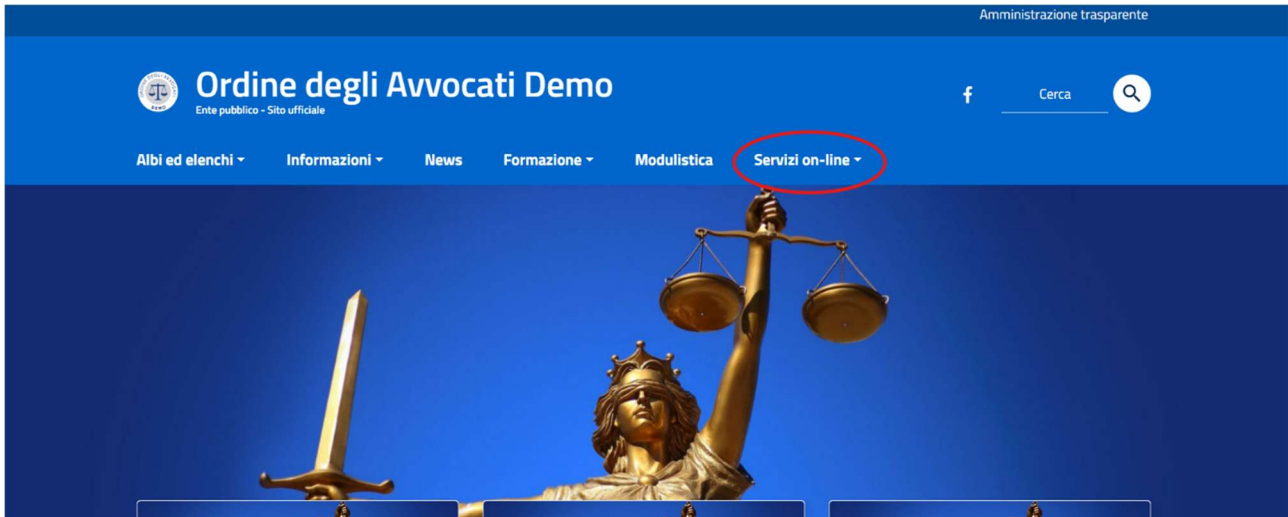 Amministrazione trasparente
Ordine degli Avvocati Demo
Ente pubblico - Sito ufficiale
Cerca
Albi ed elenchi
Informazioni
News
Formazione
Modulistica
Servizi on-line